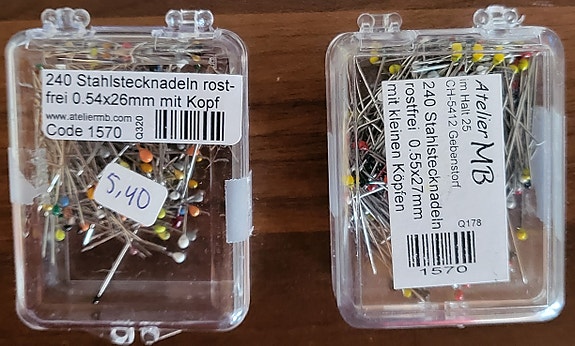 240 Stahlstecknadeln rost-
frei 0.54x26mm mit Kopf
www.ateliermb.com
Code 1570
Q220
5,40
Atelier MB
im Halt 25
CH-5412 Gebenstorf
240 Stahlstecknadeln
rostfrei 0.55x27mm
mit kleinen Köpfen
Q178
1570